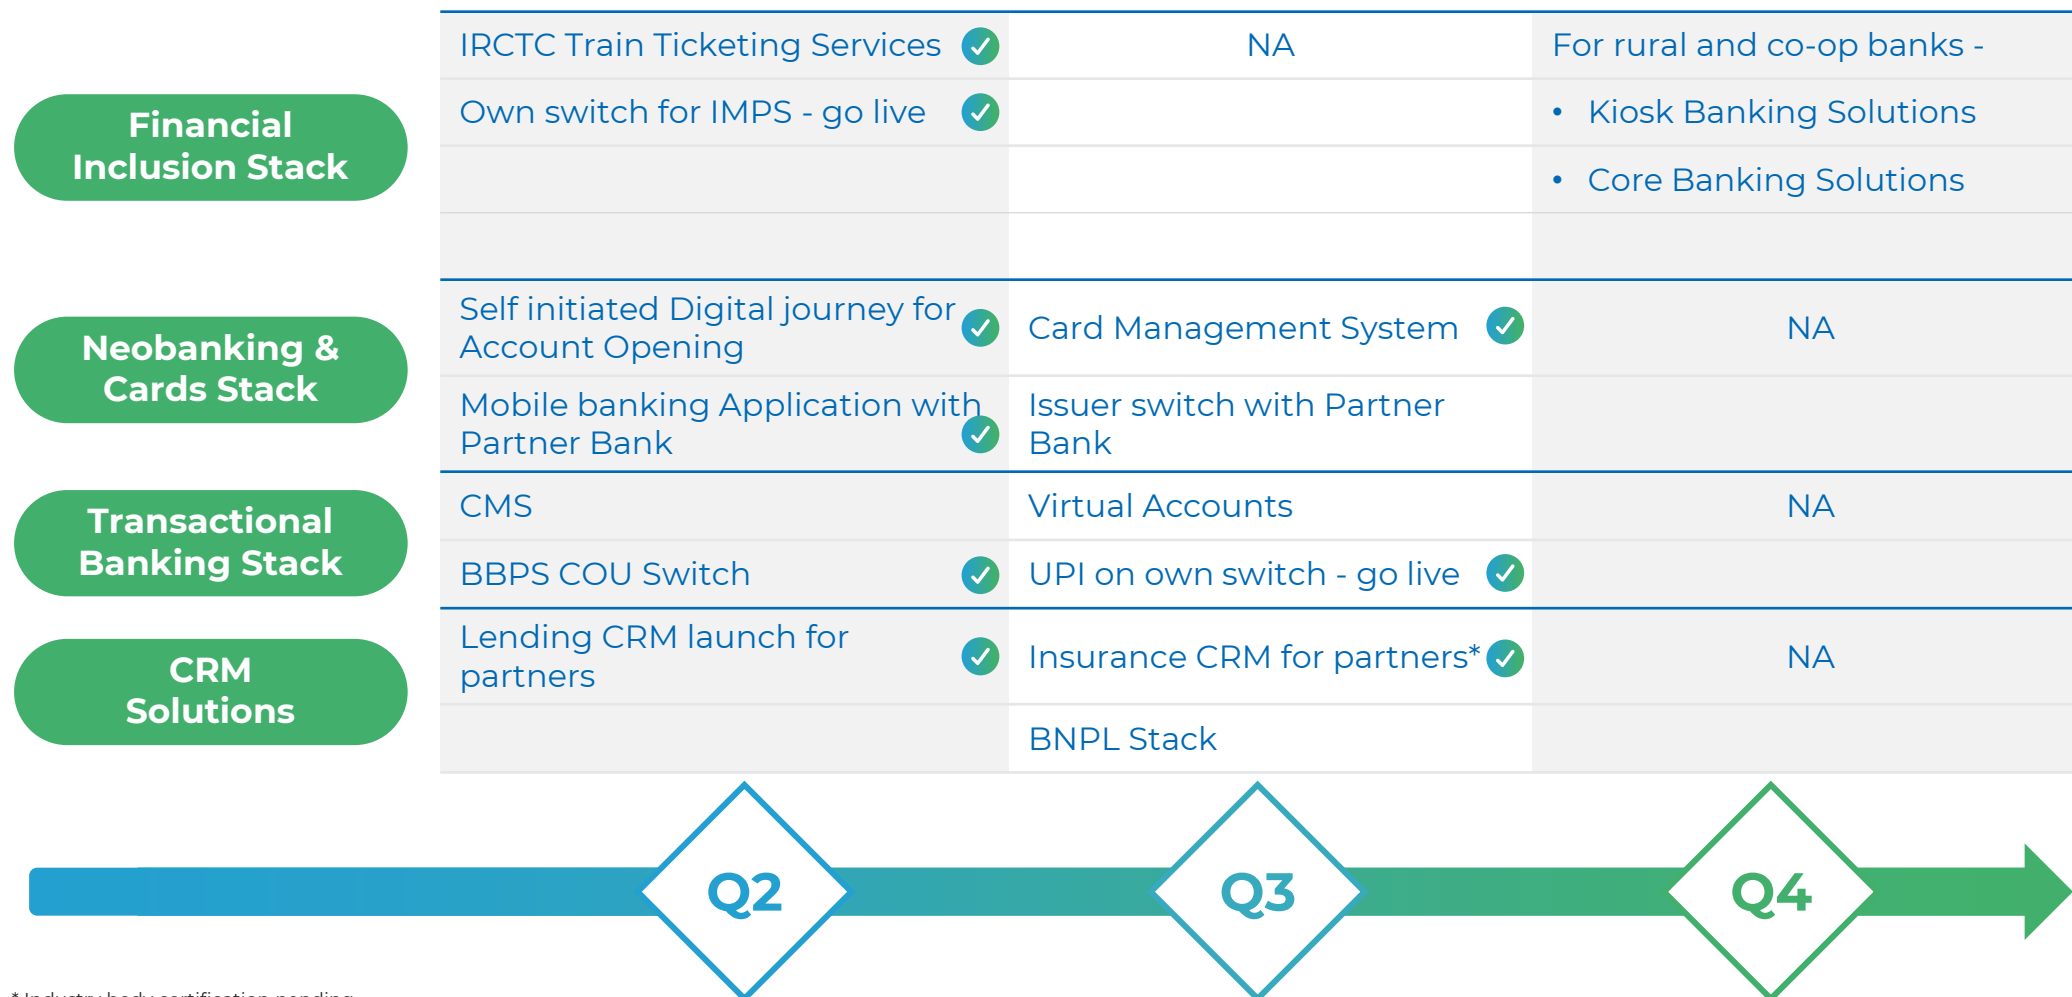 IRCTC Train Ticketing Services
NA
For rural and co-op banks -
Financial
Inclusion Stack
Own switch for IMPS - go live
• Kiosk Banking Solutions
• Core Banking Solutions
Neobanking &
Cards Stack
Self initiated Digital journey for
Account Opening
Card Management System
NA
Mobile banking Application with
Partner Bank
Issuer switch with Partner
Bank
Transactional
Banking Stack
CMS
Virtual Accounts
NA
BBPS COU Switch
UPI on own switch - go live
CRM
Solutions
Lending CRM launch for
partners
Insurance CRM for partners*
NA
BNPL Stack
Q2
Q3
Q4
* Industry body certification pending